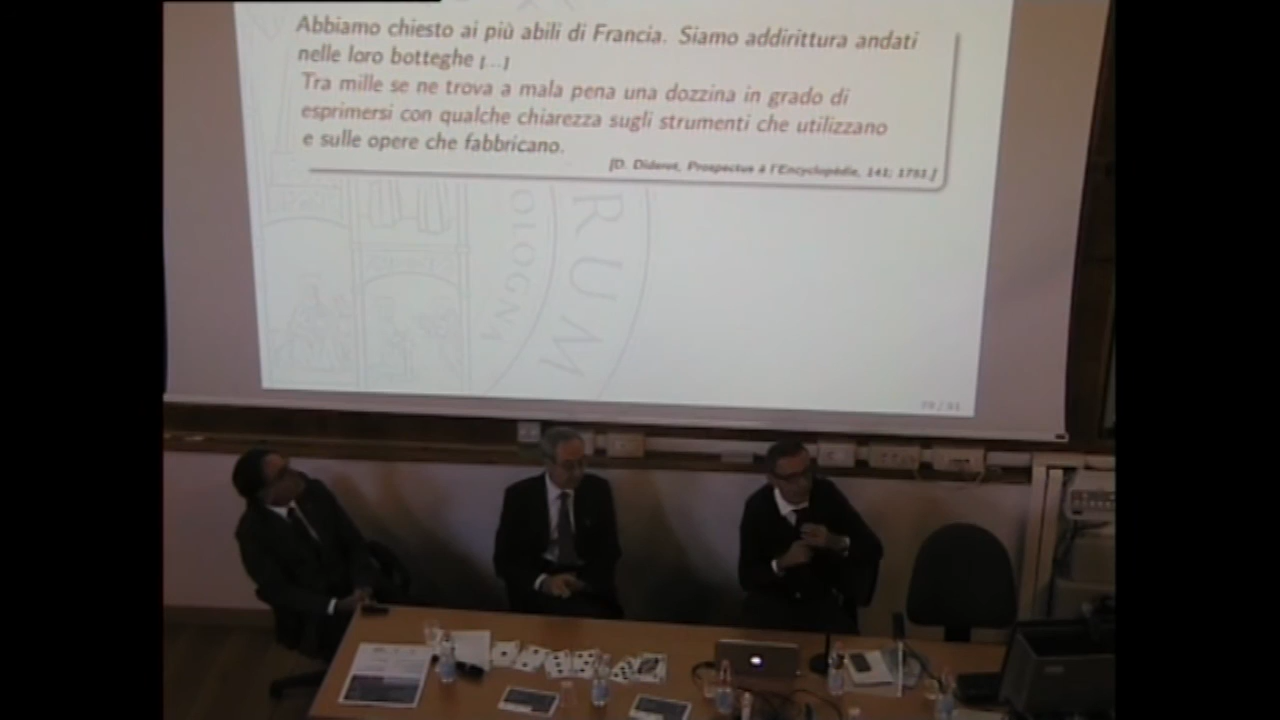 Abbiamo chiesto ai più abili di Francia. Siamo addirittura andati
nelle loro botteghe [...]
Tra mille se ne trova a mala pena una dozzina in grado di
esprimersi con qualche chiarezza sugli strumenti che utilizzano
e sulle opere che fabbricano.
[D. Diderot, Prospectus à l'Encyclopédie, 141; 1751.]
RUM
OLOGNA